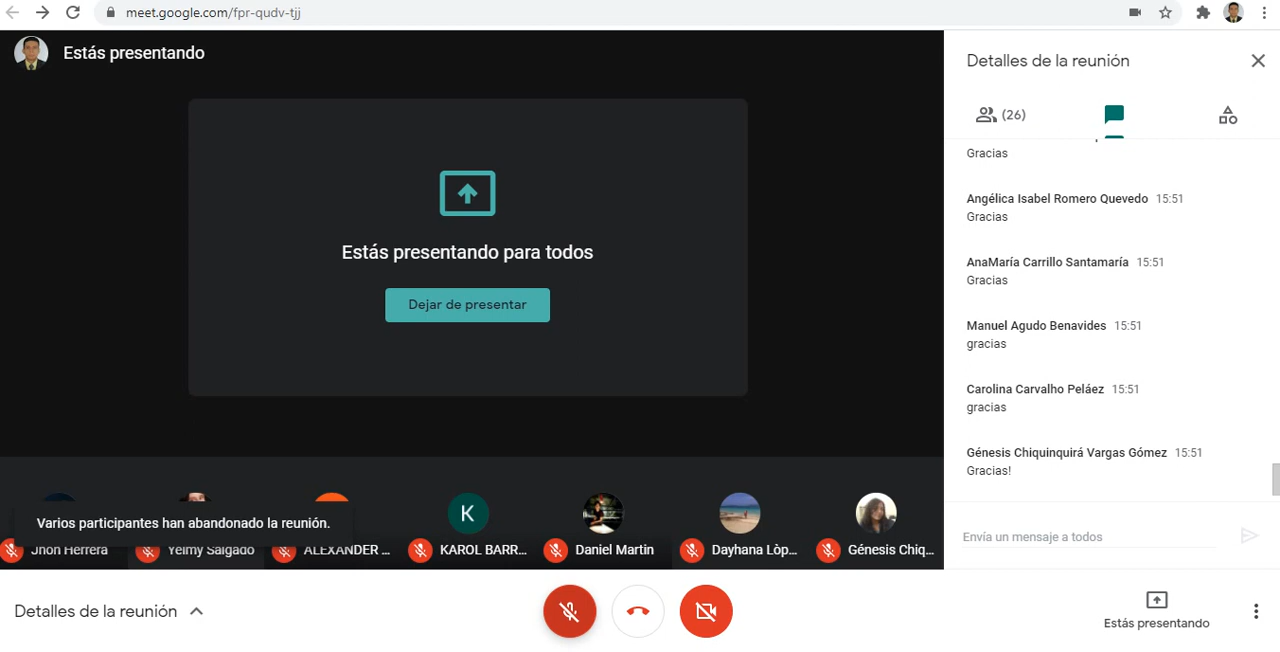 meet.google.com/fpr-qudv-tjj
Estás presentando
Estás presentando para todos
Dejar de presentar
Varios participantes han abandonado la reunión.
Jhon Herrera
Yeimy Salgado
ALEXANDER ...
K
KAROL BARR...
Daniel Martin
Dayhana Lòp...
Génesis Chiq...
Detalles de la reunión
Detalles de la reunión
(26)
Gracias
Angélica Isabel Romero Quevedo 15:51
Gracias
AnaMaría Carrillo Santamaría 15:51
Gracias
Manuel Agudo Benavides 15:51
gracias
Carolina Carvalho Peláez 15:51
gracias
Génesis Chiquinquirá Vargas Gómez 15:51
Gracias!
Envía un mensaje a todos
Estás presentando